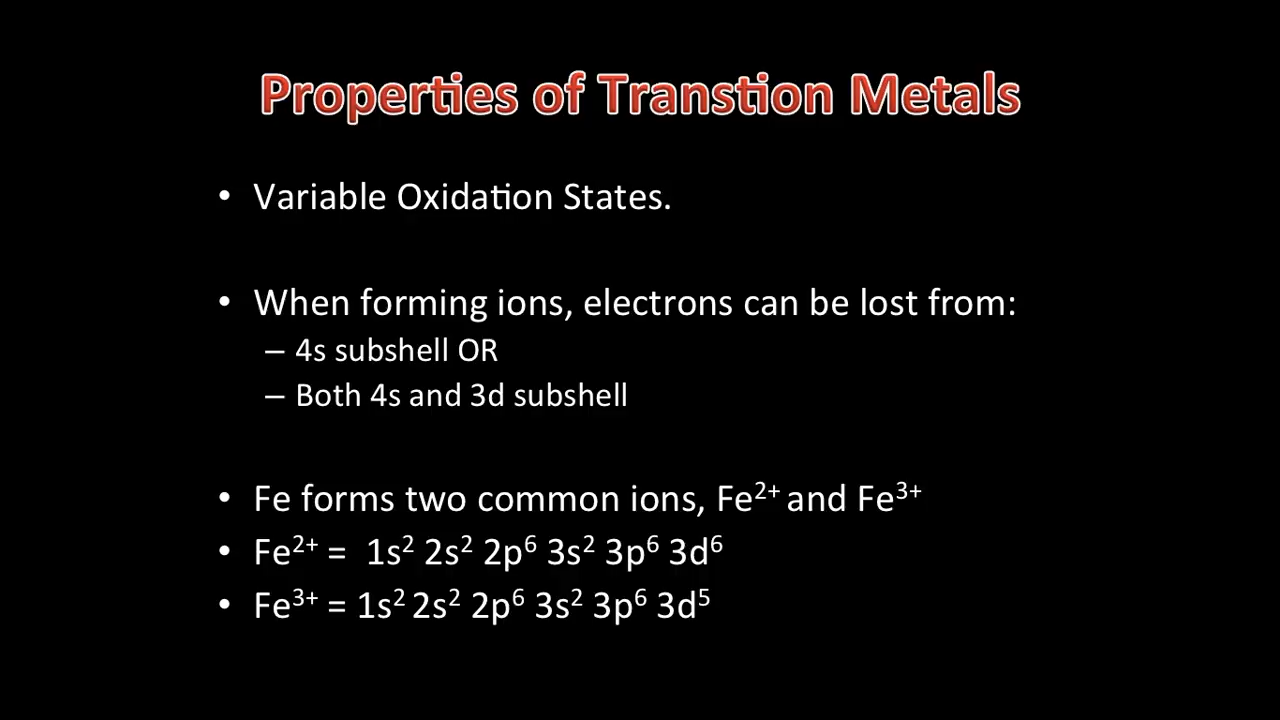 Properties of Transtion Metals
• Variable Oxidation States.
• When forming ions, electrons can be lost from:
– 4s subshell OR
– Both 4s and 3d subshell
• Fe forms two common ions, Fe²⁺ and Fe³⁺
• Fe²⁺ = 1s² 2s² 2p⁶ 3s² 3p⁶ 3d⁶
• Fe³⁺ = 1s² 2s² 2p⁶ 3s² 3p⁶ 3d⁵